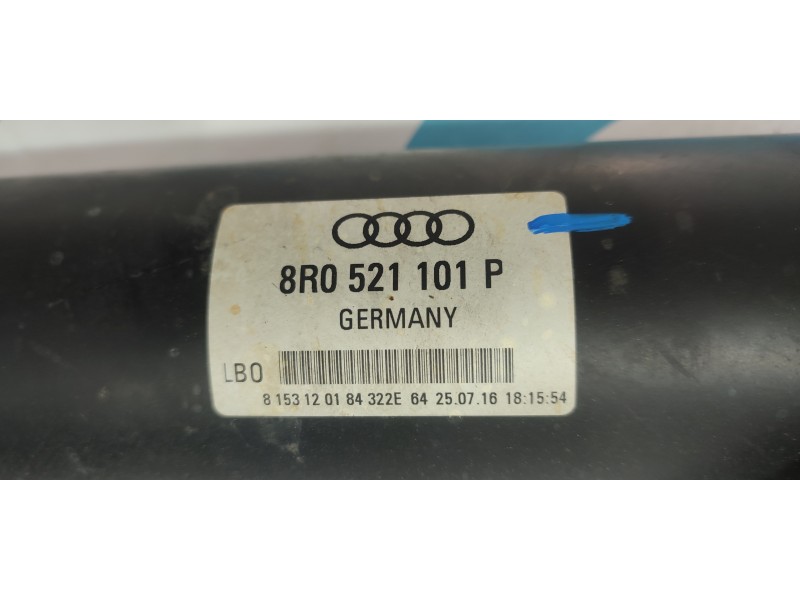 8R0 521 101 P
GERMANY
LBO
8 153 12 01 84 322E 64 25.07.16 18:15:54